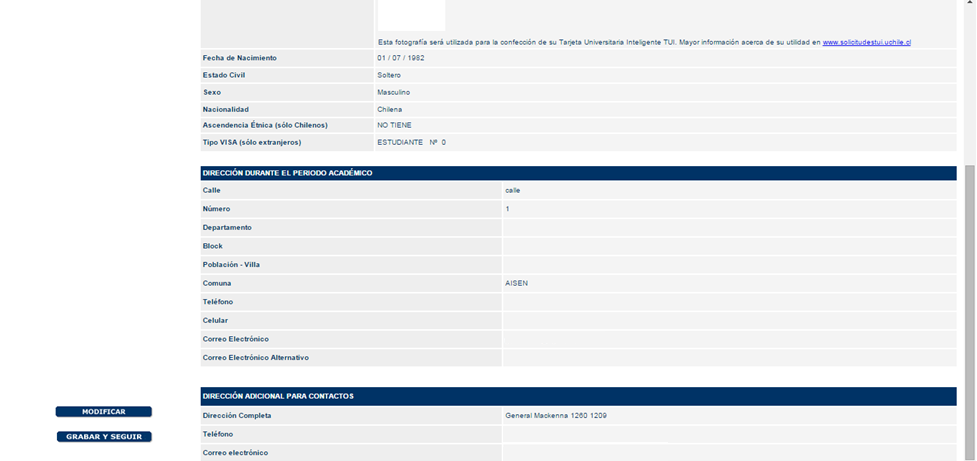 Esta fotografía será utilizada para la confección de su Tarjeta Universitaria Inteligente TUI. Mayor información acerca de su utilidad en www.solicitudestui.uchile.cl
Fecha de Nacimiento 01 / 07 / 1982
Estado Civil Soltero
Sexo Masculino
Nacionalidad Chilena
Ascendencia Étnica (sólo Chilenos) NO TIENE
Tipo VISA (sólo extranjeros) ESTUDIANTE Nº 0
DIRECCIÓN DURANTE EL PERIODO ACADÉMICO
Calle calle
Número 1
Departamento
Block
Población - Villa
Comuna AISEN
Teléfono
Celular
Correo Electrónico
Correo Electrónico Alternativo
DIRECCIÓN ADICIONAL PARA CONTACTOS
MODIFICAR
Dirección Completa General Mackenna 1260 1209
Teléfono
GRABAR Y SEGUIR
Correo electrónico